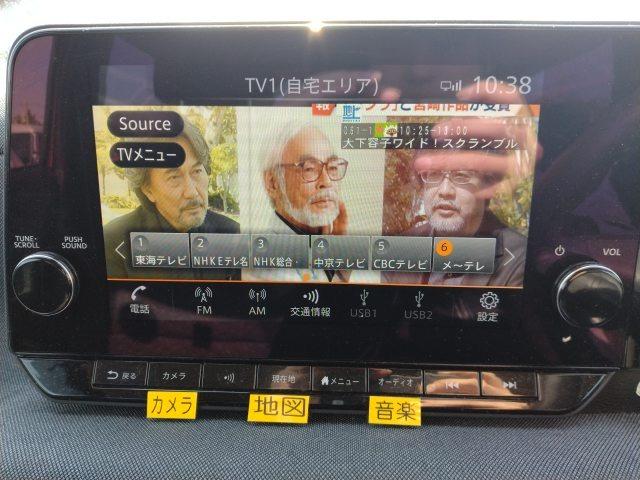 TV1(自宅エリア)
10:38
Source
TVメニュー
10:25-13:00
大下容子ワイド!スクランブル
1
東海テレビ
2
NHKEテレ名
3
NHK総合・
4
中京テレビ
5
CBCテレビ
6
メ~テレ
TUNE・SCROLL
PUSH SOUND
VOL
電話
FM
AM
交通情報
USB1
USB2
設定
戻る
カメラ
現在地
メニュー
オーディオ
カメラ
地図
音楽